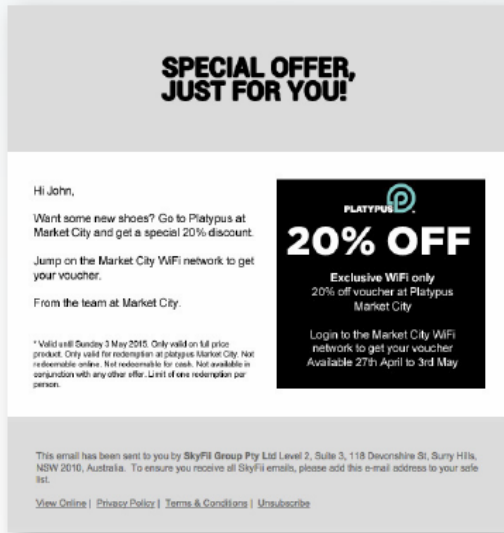 SPECIAL OFFER,
JUST FOR YOU!
Hi John,
Want some new shoes? Go to Platypus at
Market City and get a special 20% discount.
Jump on the Market City WiFi network to get
your voucher.
From the team at Market City.
* Valid until Sunday 3 May 2015. Only valid on full price
product. Only valid for redemption at platypus Market City. Not
redeemable online. Not redeemable for cash. Not available in
conjunction with any other offer. Limit of one redemption per
person.
PLATYPUS
20% OFF
Exclusive WiFi only
20% off voucher at Platypus
Market City
Login to the Market City WiFi
network to get your voucher
Available 27th April to 3rd May
This email has been sent to you by SkyFii Group Pty Ltd Level 2, Suite 3, 118 Devonshire St, Surry Hills,
NSW 2010, Australia. To ensure you receive all SkyFii emails, please add this e-mail address to your safe
list.
View Online | Privacy Policy | Terms & Conditions | Unsubscribe